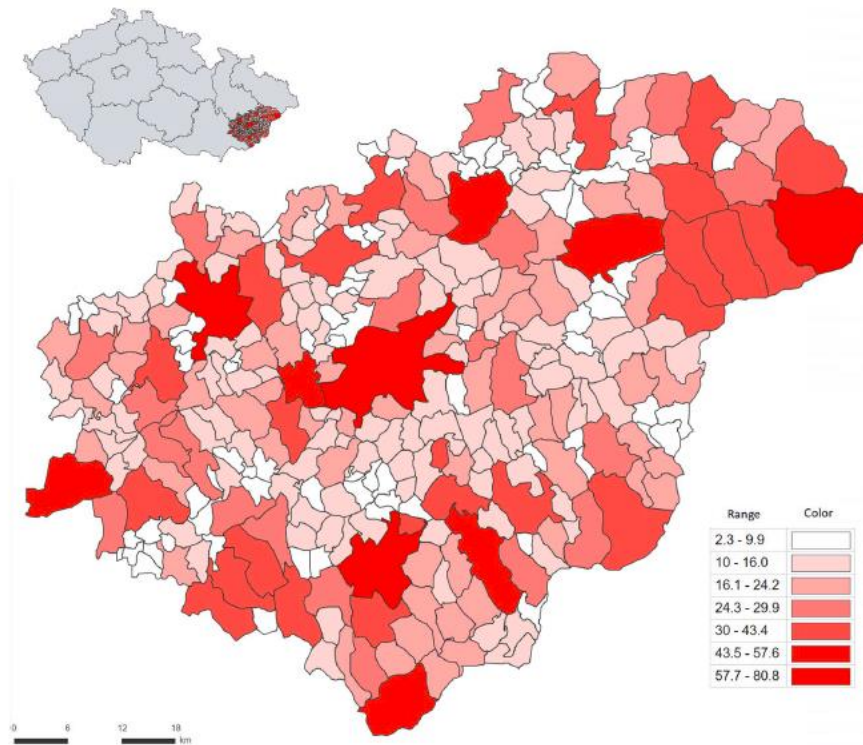 Range Color
2.3 - 9.9
10 - 16.0
16.1 - 24.2
24.3 - 29.9
30 - 43.4
43.5 - 57.6
57.7 - 80.8
0 6 12 18
km